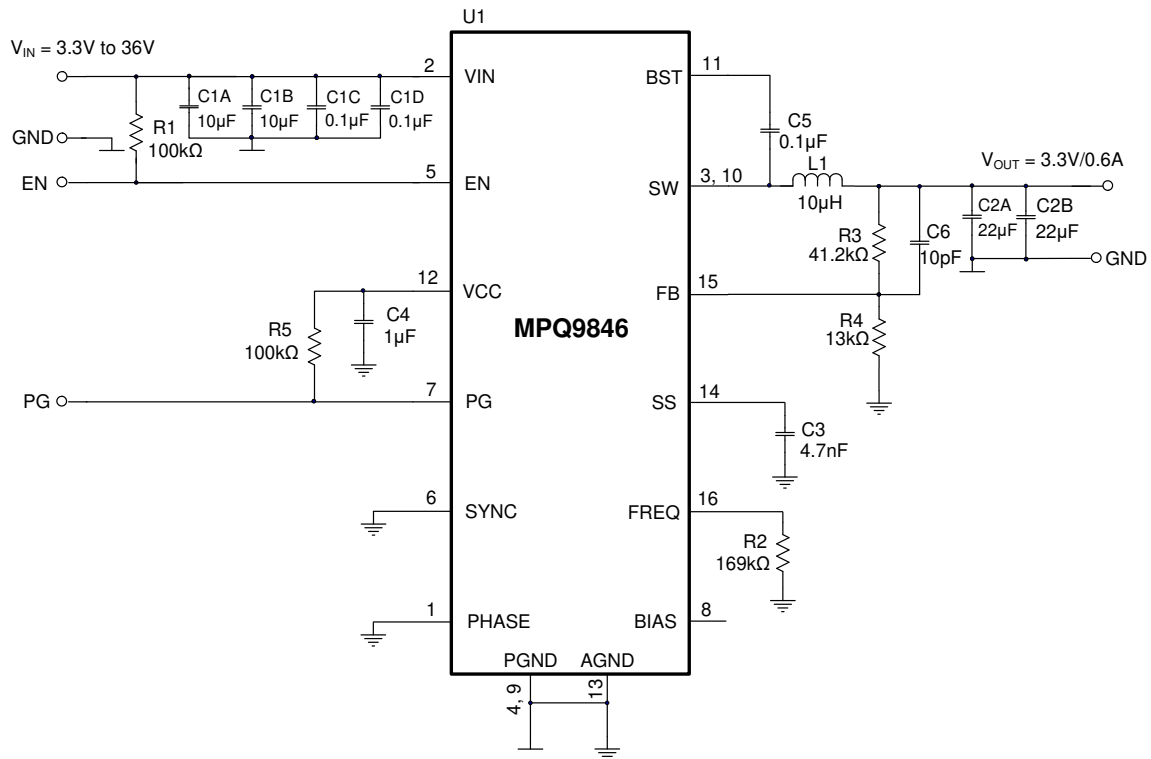 U1
V_IN = 3.3V to 36V
2
VIN
BST
11
C1A
10µF
C1B
10µF
C1C
0.1µF
C1D
0.1µF
C5
0.1µF
GND
R1
100kΩ
L1
10µH
V_OUT = 3.3V/0.6A
EN
5
EN
SW
3, 10
R3
41.2kΩ
C6
10pF
C2A
22µF
C2B
22µF
GND
12
VCC
FB
15
R5
100kΩ
C4
1µF
MPQ9846
R4
13kΩ
PG
7
PG
SS
14
C3
4.7nF
6
SYNC
FREQ
16
R2
169kΩ
1
PHASE
BIAS
8
PGND
AGND
4, 9
13